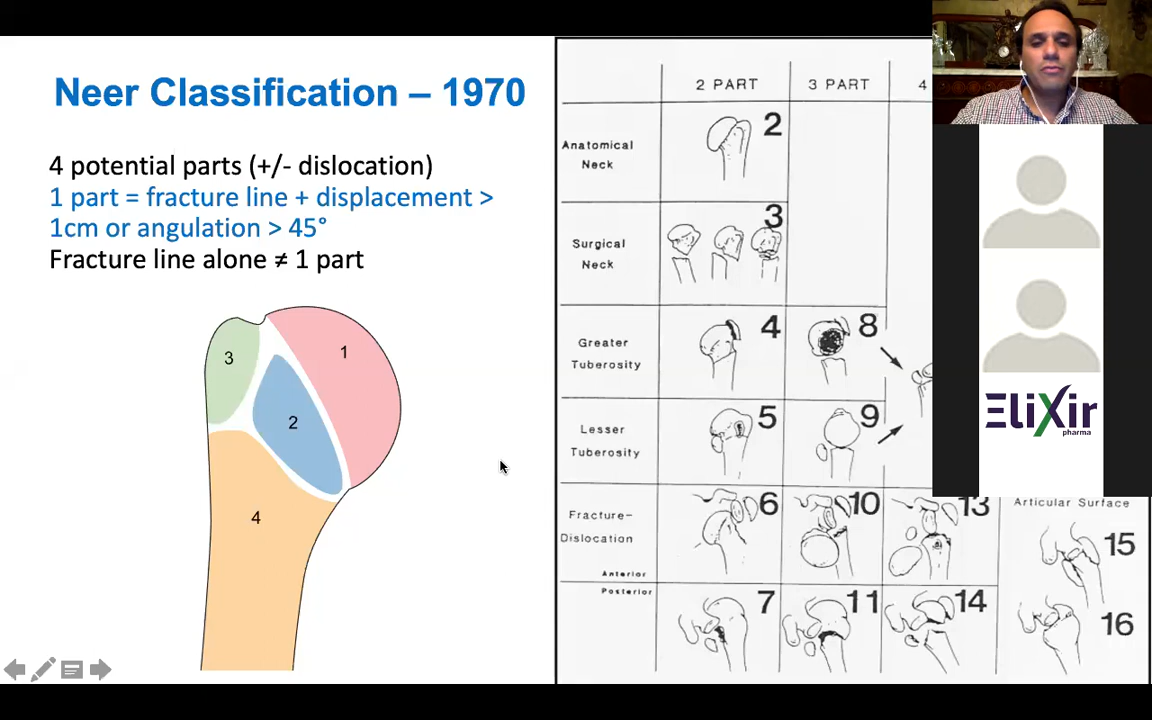 Neer Classification – 1970
4 potential parts (+/- dislocation)
1 part = fracture line + displacement >
1cm or angulation > 45°
Fracture line alone ≠ 1 part
3
1
2
4
2 PART
3 PART
4
Anatomical
Neck
2
Surgical
Neck
3
Greater
Tuberosity
4
8
Lesser
Tuberosity
5
9
Fracture-
Dislocation
Anterior
6
10
13
Articular Surface
15
Posterior
7
11
14
16
EliXir
pharma